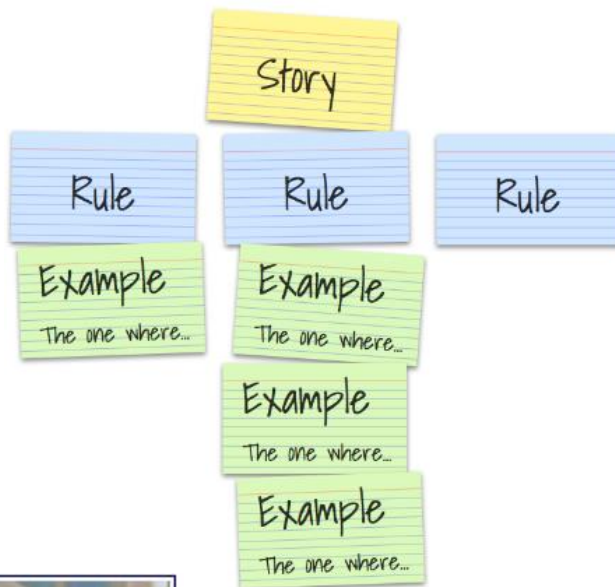 Story
Rule
Rule
Rule
Example
The one where...
Example
The one where...
Example
The one where...
Example
The one where...